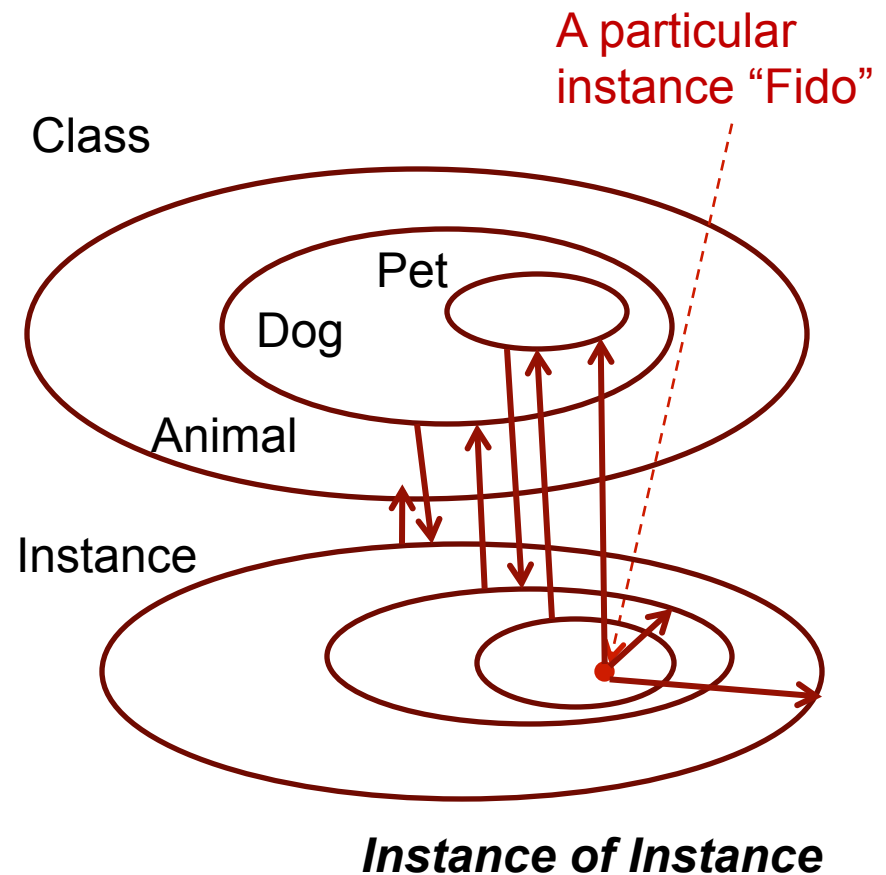 A particular
instance “Fido”
Class
Pet
Dog
Animal
Instance
Instance of Instance